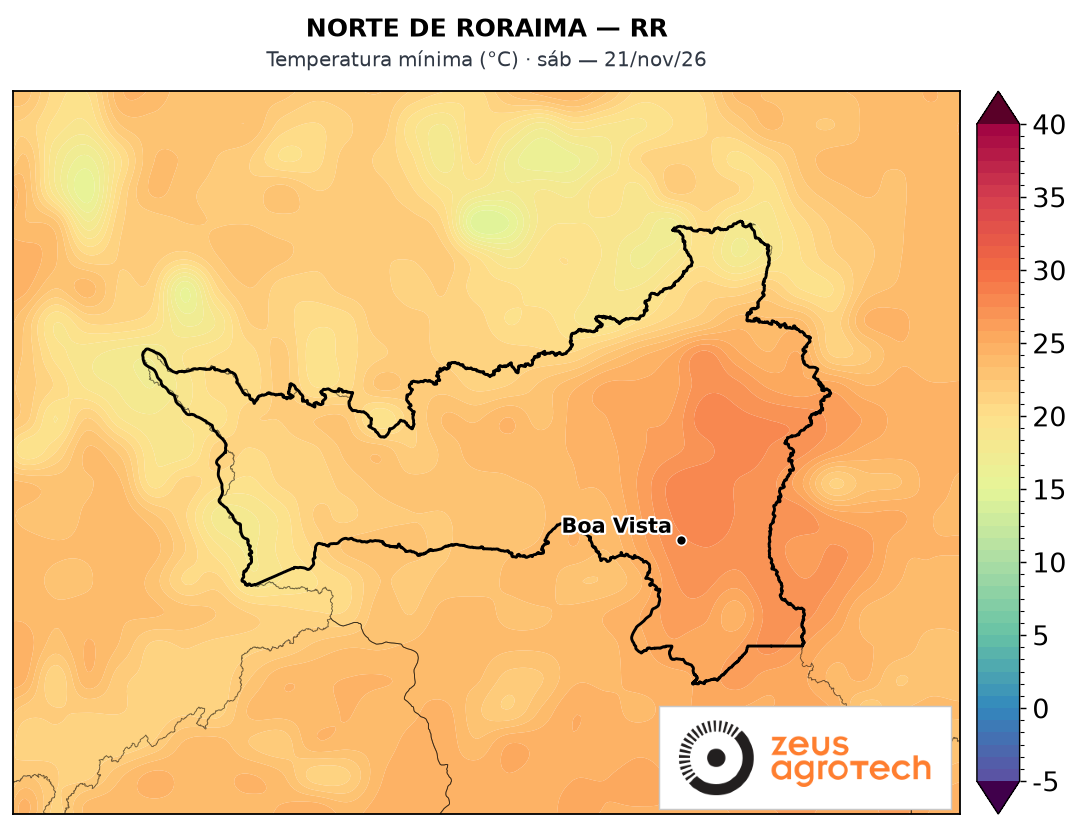 NORTE DE RORAIMA — RR
Temperatura mínima (°C) · sáb — 21/nov/26
40
35
30
25
20
15
10
5
0
-5
Boa Vista
zeus
agrotech